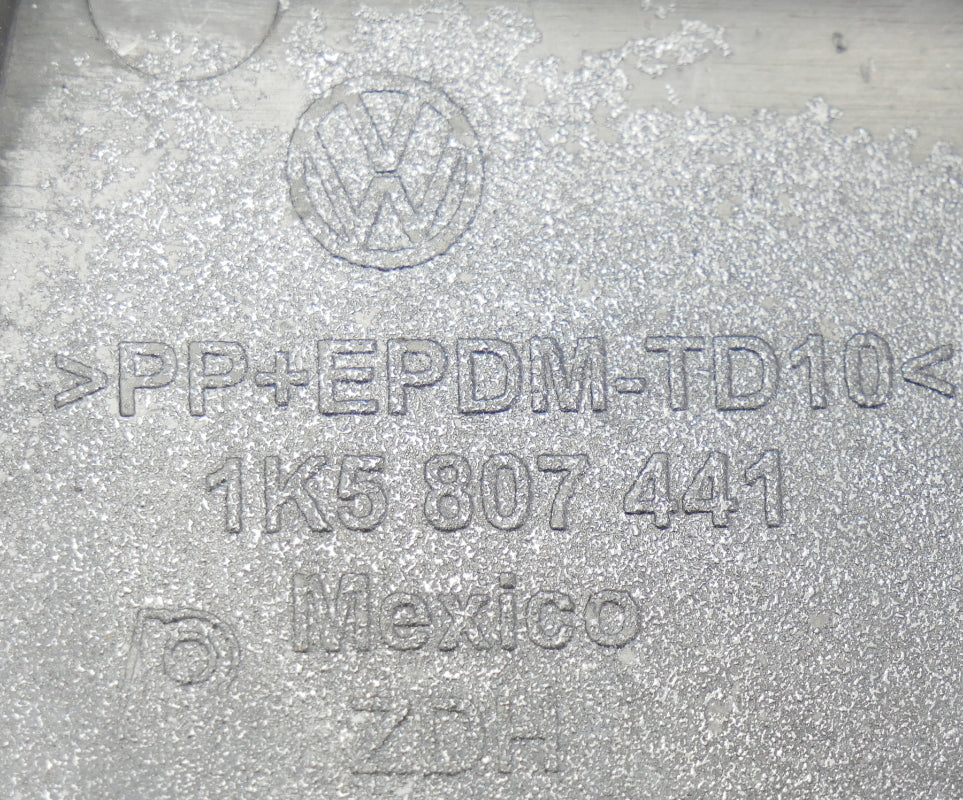 >PP+EPDM-TD10<
1K5 807 441
Mexico
ZDH